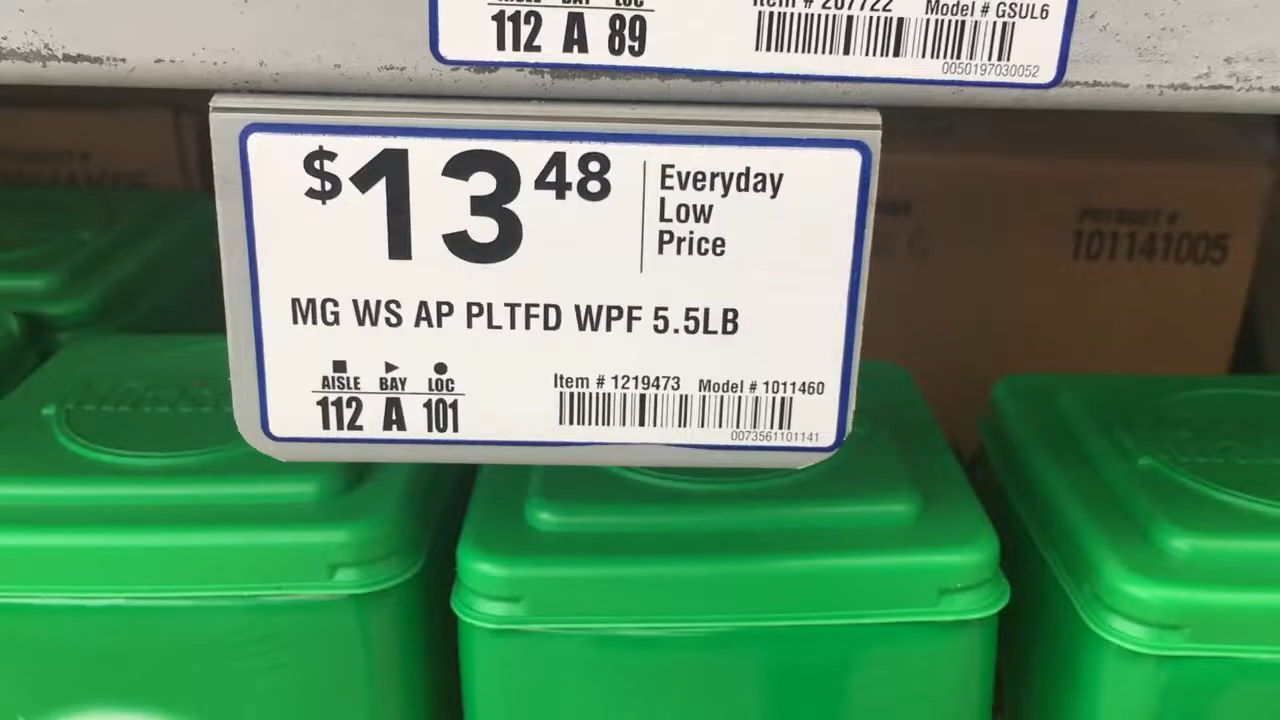 112 A 89
Model # GSUL6
0050197030052
$13 48
Everyday
Low
Price
MG WS AP PLTFD WPF 5.5LB
AISLE BAY LOC
112 A 101
Item # 1219473 Model # 1011460
0073561101141
PRODUCT #
101141005